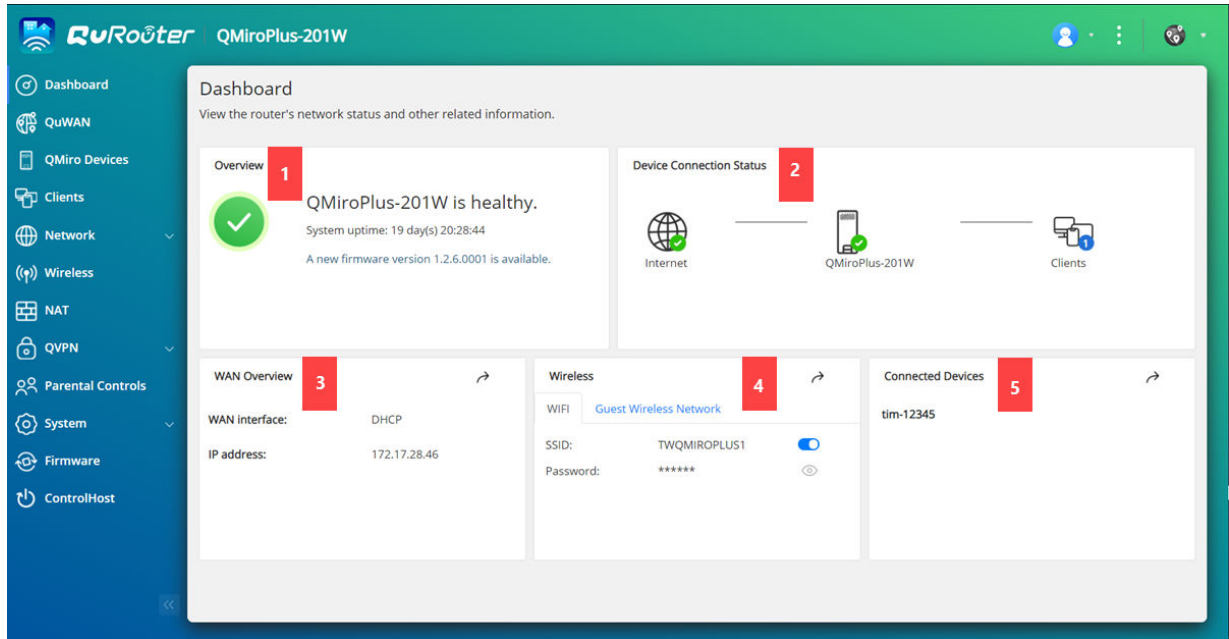 QuRouter QMiroPlus-201W
Dashboard
QuWAN
QMiro Devices
Clients
Network
Wireless
NAT
QVPN
Parental Controls
System
Firmware
ControlHost
Dashboard
View the router's network status and other related information.
Overview
1
QMiroPlus-201W is healthy.
System uptime: 19 day(s) 20:28:44
A new firmware version 1.2.6.0001 is available.
Device Connection Status
2
Internet
QMiroPlus-201W
1
Clients
WAN Overview
3
WAN interface: DHCP
IP address: 172.17.28.46
Wireless
4
WIFI Guest Wireless Network
SSID: TWQMIROPLUS1
Password: ******
Connected Devices
5
tim-12345